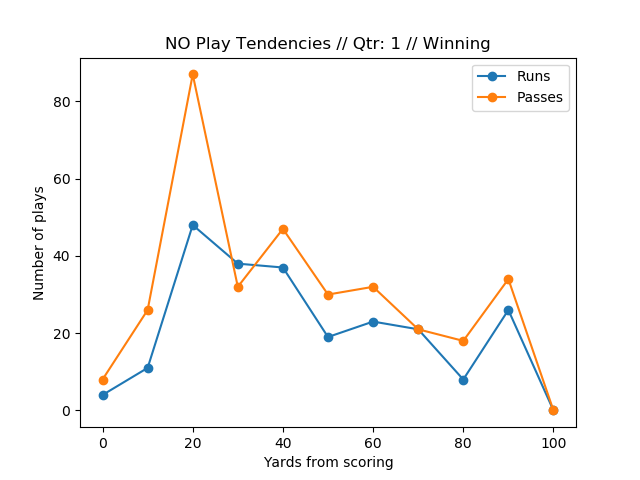 NO Play Tendencies // Qtr: 1 // Winning
Runs
Passes
Number of plays
80
60
40
20
0
0 20 40 60 80 100
Yards from scoring